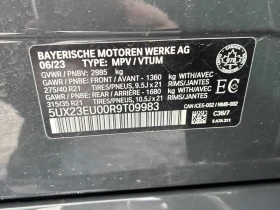 BAYERISCHE MOTOREN WERKE AG
06/23 TYPE: MPV / VTUM
GVWR / PNBV: 2885 kg
GAWR / PNBE: FRONT / AVANT - 1360 kg WITH/AVEC
275/40 R21 TIRES/PNEUS, 9.5J x 21 RIMS/JANTES
GAWR / PNBE: REAR / ARRIERE - 1680 kg WITH/AVEC
315/35 R21 TIRES/PNEUS, 10.5J x 21 RIMS/JANTES
5UX23EU00R9T09983
EC
CAN ICES-002 / NMB-002
C36/7